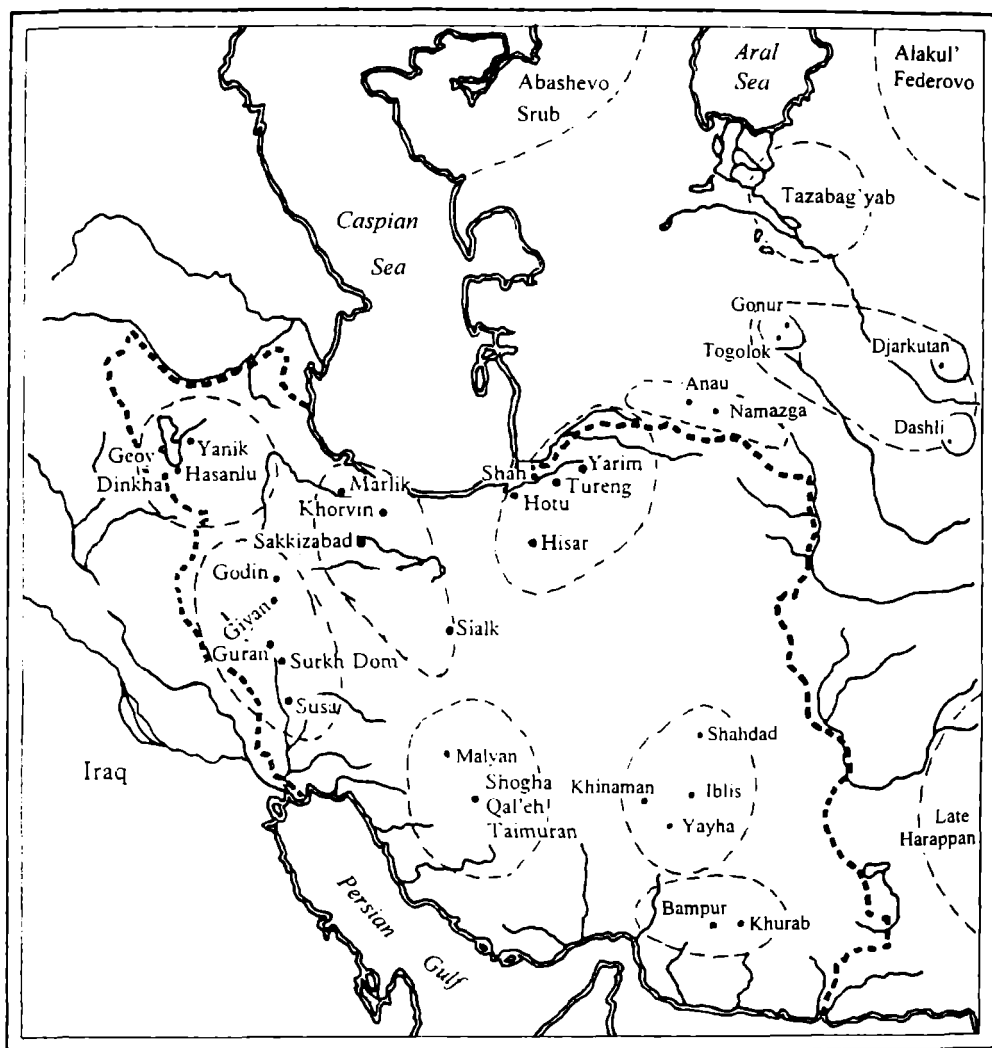 Aral
Sea
Alakul'
Federovo
Abashevo
Srub
Tazabag'yab
Caspian
Sea
Gonur
Togolok
Djarkutan
Anau
Namazga
Dashli
Geoy
Yanik
Hasanlu
Dinkha
Marlik
Shah
Yarim
Tureng
Hotu
Khorvin
Sakkizabad
Hisar
Godin
Giyan
Sialk
Guran
Surkh Dom
Susa
Iraq
Malyan
Shogha
Qal'eh
Taimuran
Shahdad
Khinaman
Iblis
Yayha
Late
Harappan
Persian
Gulf
Bampur
Khurab